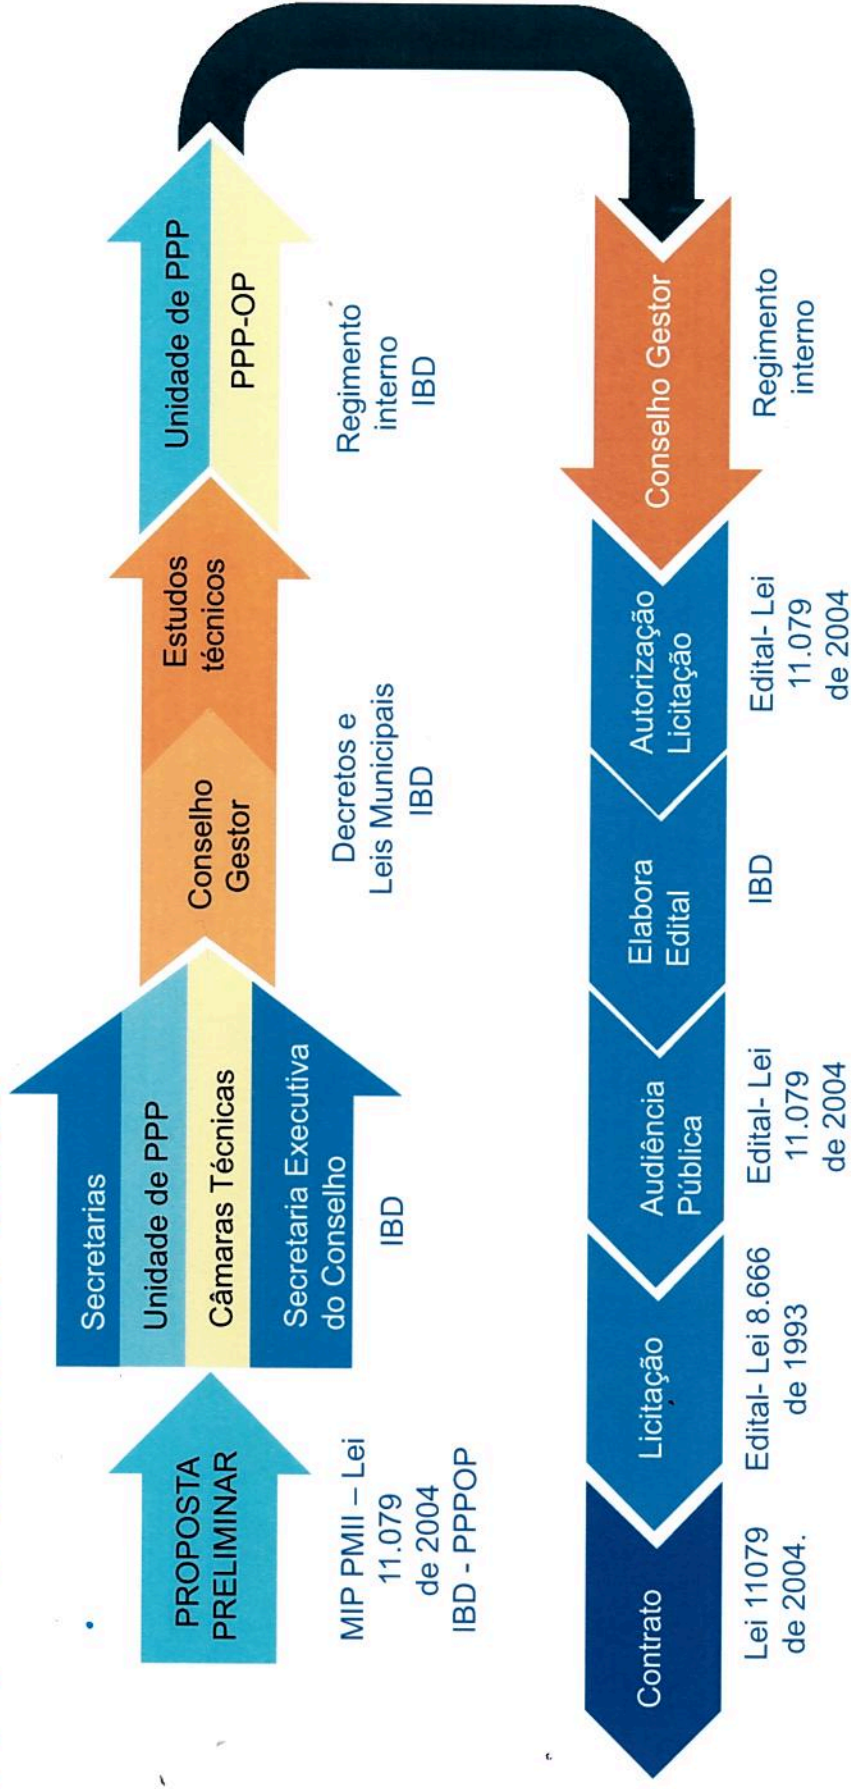 PROPOSTA
PRELIMINAR
MIP PMII – Lei
11.079
de 2004
IBD - PPPOP
Secretarias
Unidade de PPP
Câmaras Técnicas
Secretaria Executiva
do Conselho
IBD
Conselho
Gestor
Estudos
técnicos
Decretos e
Leis Municipais
IBD
Unidade de PPP
PPP-OP
Regimento
interno
IBD
Conselho Gestor
Regimento
interno
Autorização
Licitação
Edital- Lei
11.079
de 2004
Elabora
Edital
IBD
Audiência
Pública
Edital- Lei
11.079
de 2004
Licitação
Edital- Lei 8.666
de 1993
Contrato
Lei 11079
de 2004.